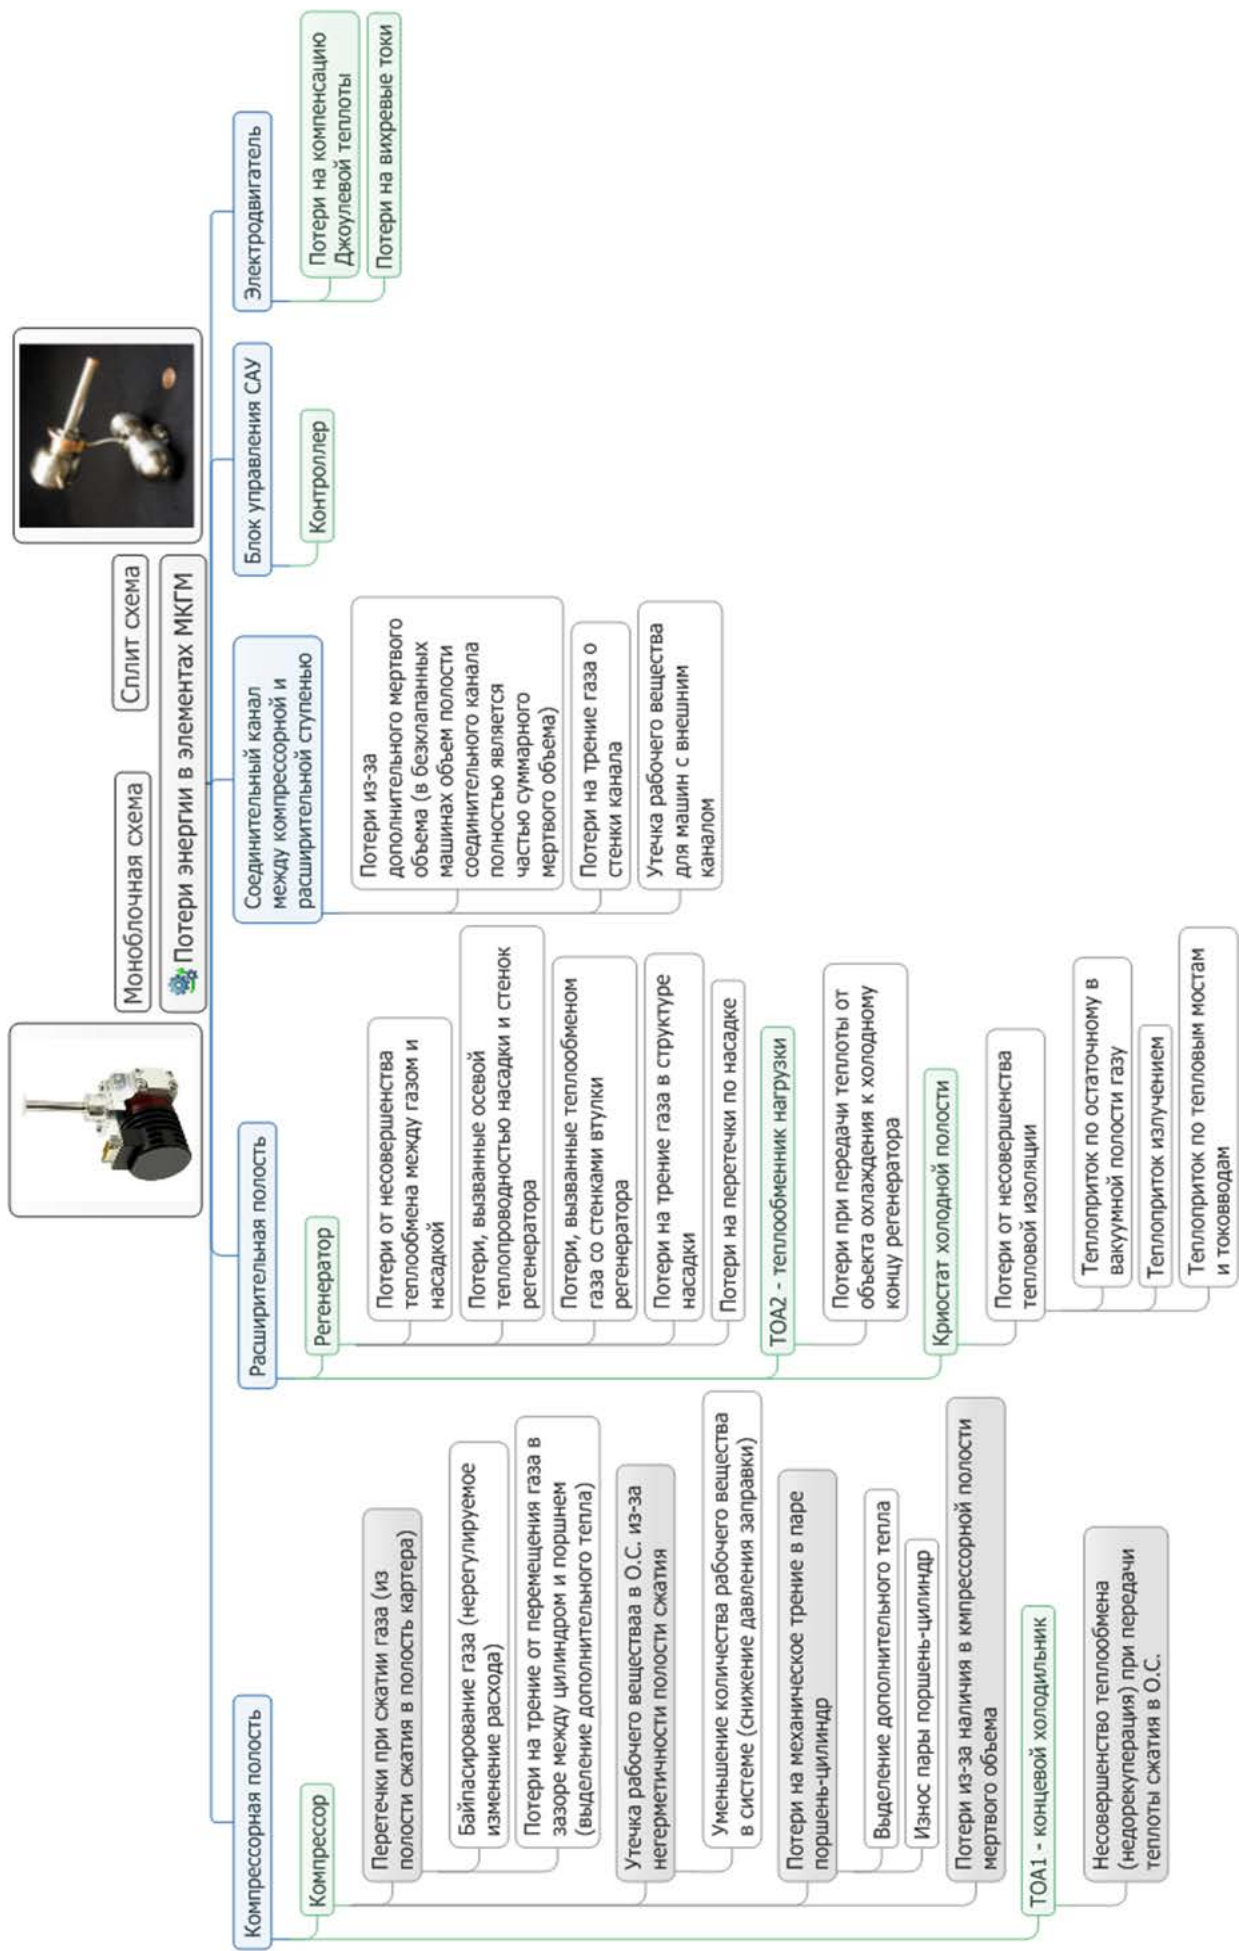 Моноблочная схема
Сплит схема
Потери энергии в элементах МКГМ
Компрессорная полость
Компрессор
Перетечки при сжатии газа (из
полости сжатия в полость картера)
Байпасирование газа (нерегулируемое
изменение расхода)
Потери на трение от перемещения газа в
зазоре между цилиндром и поршнем
(выделение дополнительного тепла)
Утечка рабочего веществаа в О.С. из-за
негерметичности полости сжатия
Уменьшение количества рабочего вещества
в системе (снижение давления заправки)
Потери на механическое трение в паре
поршень-цилиндр
Выделение дополнительного тепла
Износ пары поршень-цилиндр
Потери из-за наличия в кмпрессорной полости
мертвого объема
ТОА1 - концевой холодильник
Несовершенство теплообмена
(недорекуперация) при передачи
теплоты сжатия в О.С.
Расширительная полость
Регенератор
Потери от несовершенства
теплообмена между газом и
насадкой
Потери, вызванные осевой
теплопроводностью насадки и стенок
регенератора
Потери, вызванные теплообменом
газа со стенками втулки
регенератора
Потери на трение газа в структуре
насадки
Потери на перетечки по насадке
ТОА2 - теплообменник нагрузки
Потери при передачи теплоты от
объекта охлаждения к холодному
концу регенератора
Криостат холодной полости
Потери от несовершенства
тепловой изоляции
Теплоприток по остаточному в
вакуумной полости газу
Теплоприток излучением
Теплоприток по тепловым мостам
и тоководам
Соединительный канал
между компрессорной и
расширительной ступенью
Потери из-за
дополнительного мертвого
объема (в безклапанных
машинах объем полости
соединительного канала
полностью является
частью суммарного
мертвого объема)
Потери на трение газа о
стенки канала
Утечка рабочего вещества
для машин с внешним
каналом
Блок управления САУ
Контроллер
Электродвигатель
Потери на компенсацию
Джоулевой теплоты
Потери на вихревые токи